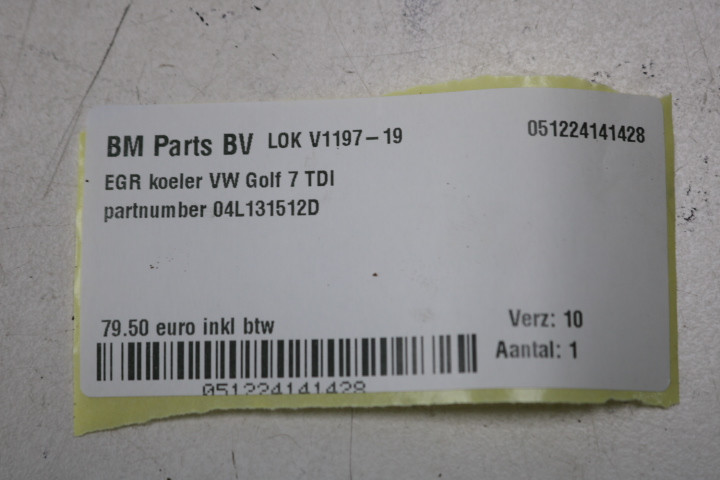 BM Parts BV LOK V1197-19 051224141428
EGR koeler VW Golf 7 TDI
partnumber 04L131512D
79.50 euro inkl btw Verz: 10
Aantal: 1
051224141428